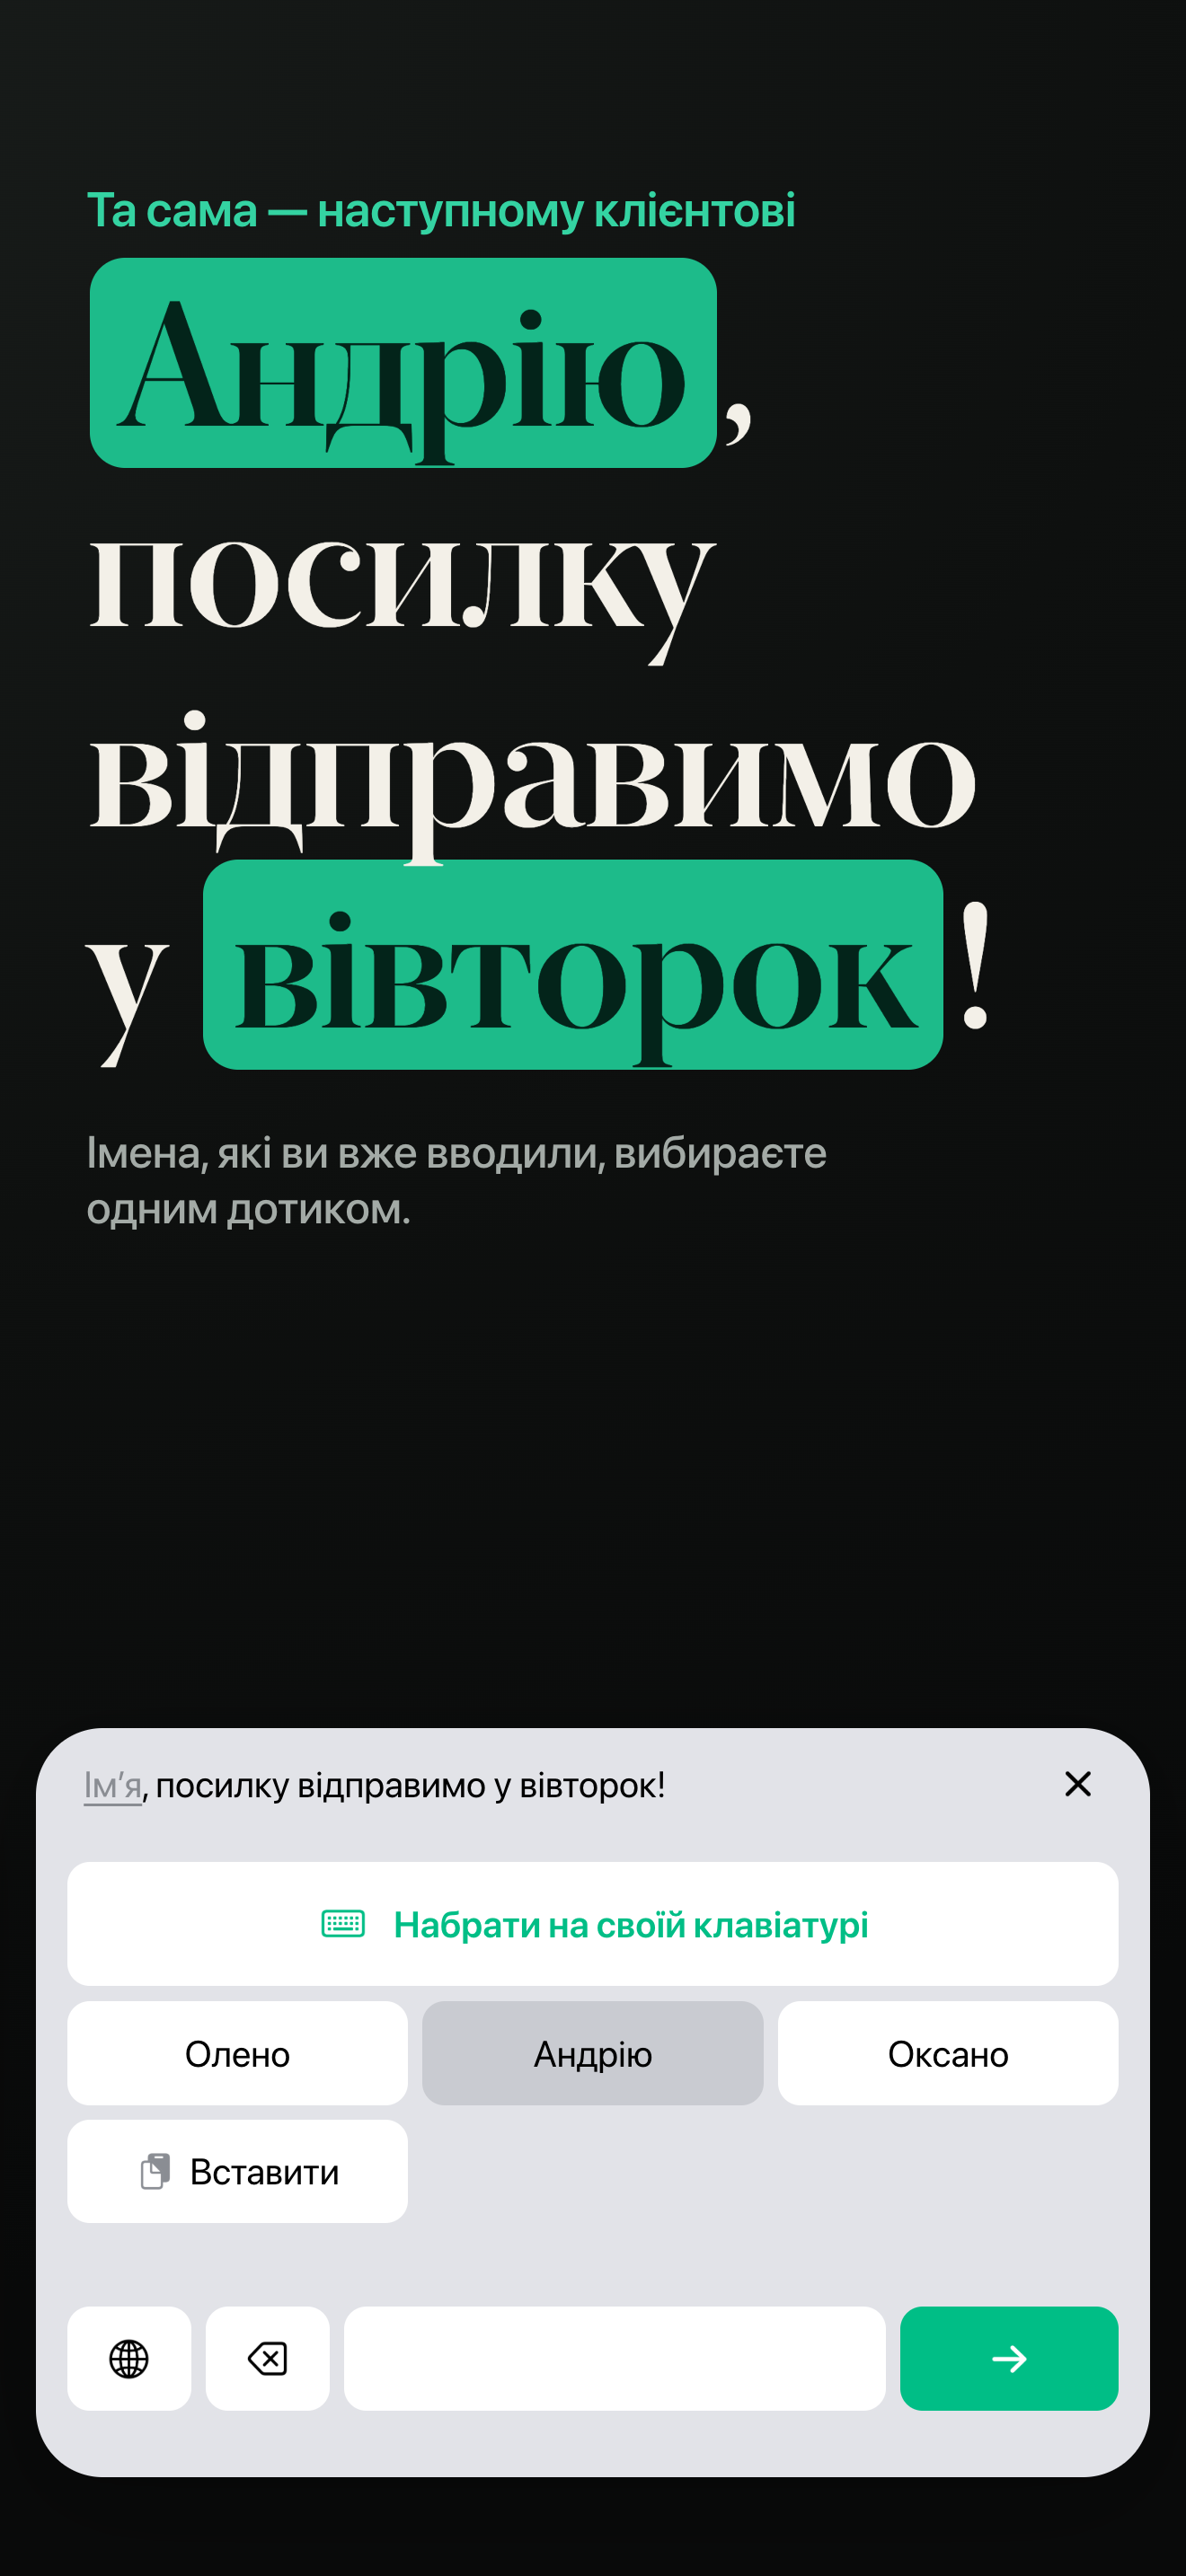 Та сама — наступному клієнтові
Андрію,
посилку
відправимо
у вівторок!
Імена, які ви вже вводили, вибираєте
одним дотиком.
Ім’я, посилку відправимо у вівторок!
Набрати на своїй клавіатурі
Олено
Андрію
Оксано
Вставити